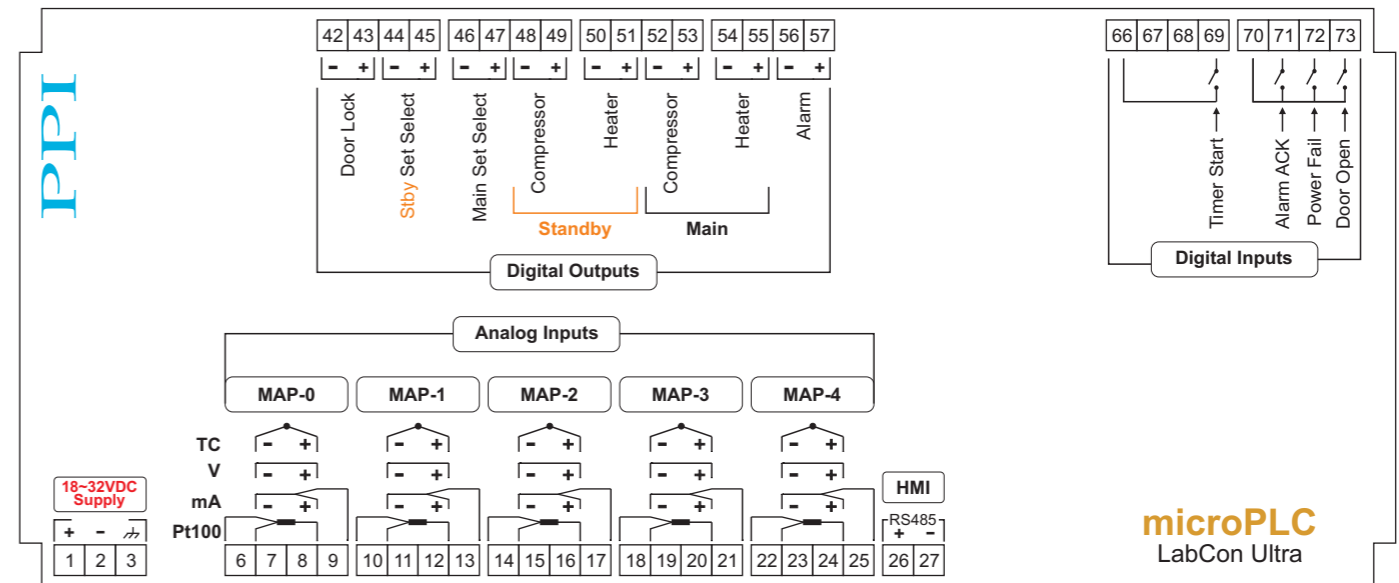 PPI
42 43 44 45 46 47 48 49 50 51 52 53 54 55 56 57
- + - + - + - + - + - + - + - +
Door Lock
Stby Set Select
Main Set Select
Compressor
Heater
Compressor
Heater
Alarm
Standby
Main
Digital Outputs
66 67 68 69 70 71 72 73
Timer Start
Alarm ACK
Power Fail
Door Open
Digital Inputs
Analog Inputs
MAP-0 MAP-1 MAP-2 MAP-3 MAP-4
TC - + - + - + - + - +
V - + - + - + - + - +
mA - + - + - + - + - +
Pt100
18~32VDC
Supply
+ -
1 2 3
6 7 8 9 10 11 12 13 14 15 16 17 18 19 20 21 22 23 24 25
HMI
RS485
+ -
26 27
microPLC
LabCon Ultra